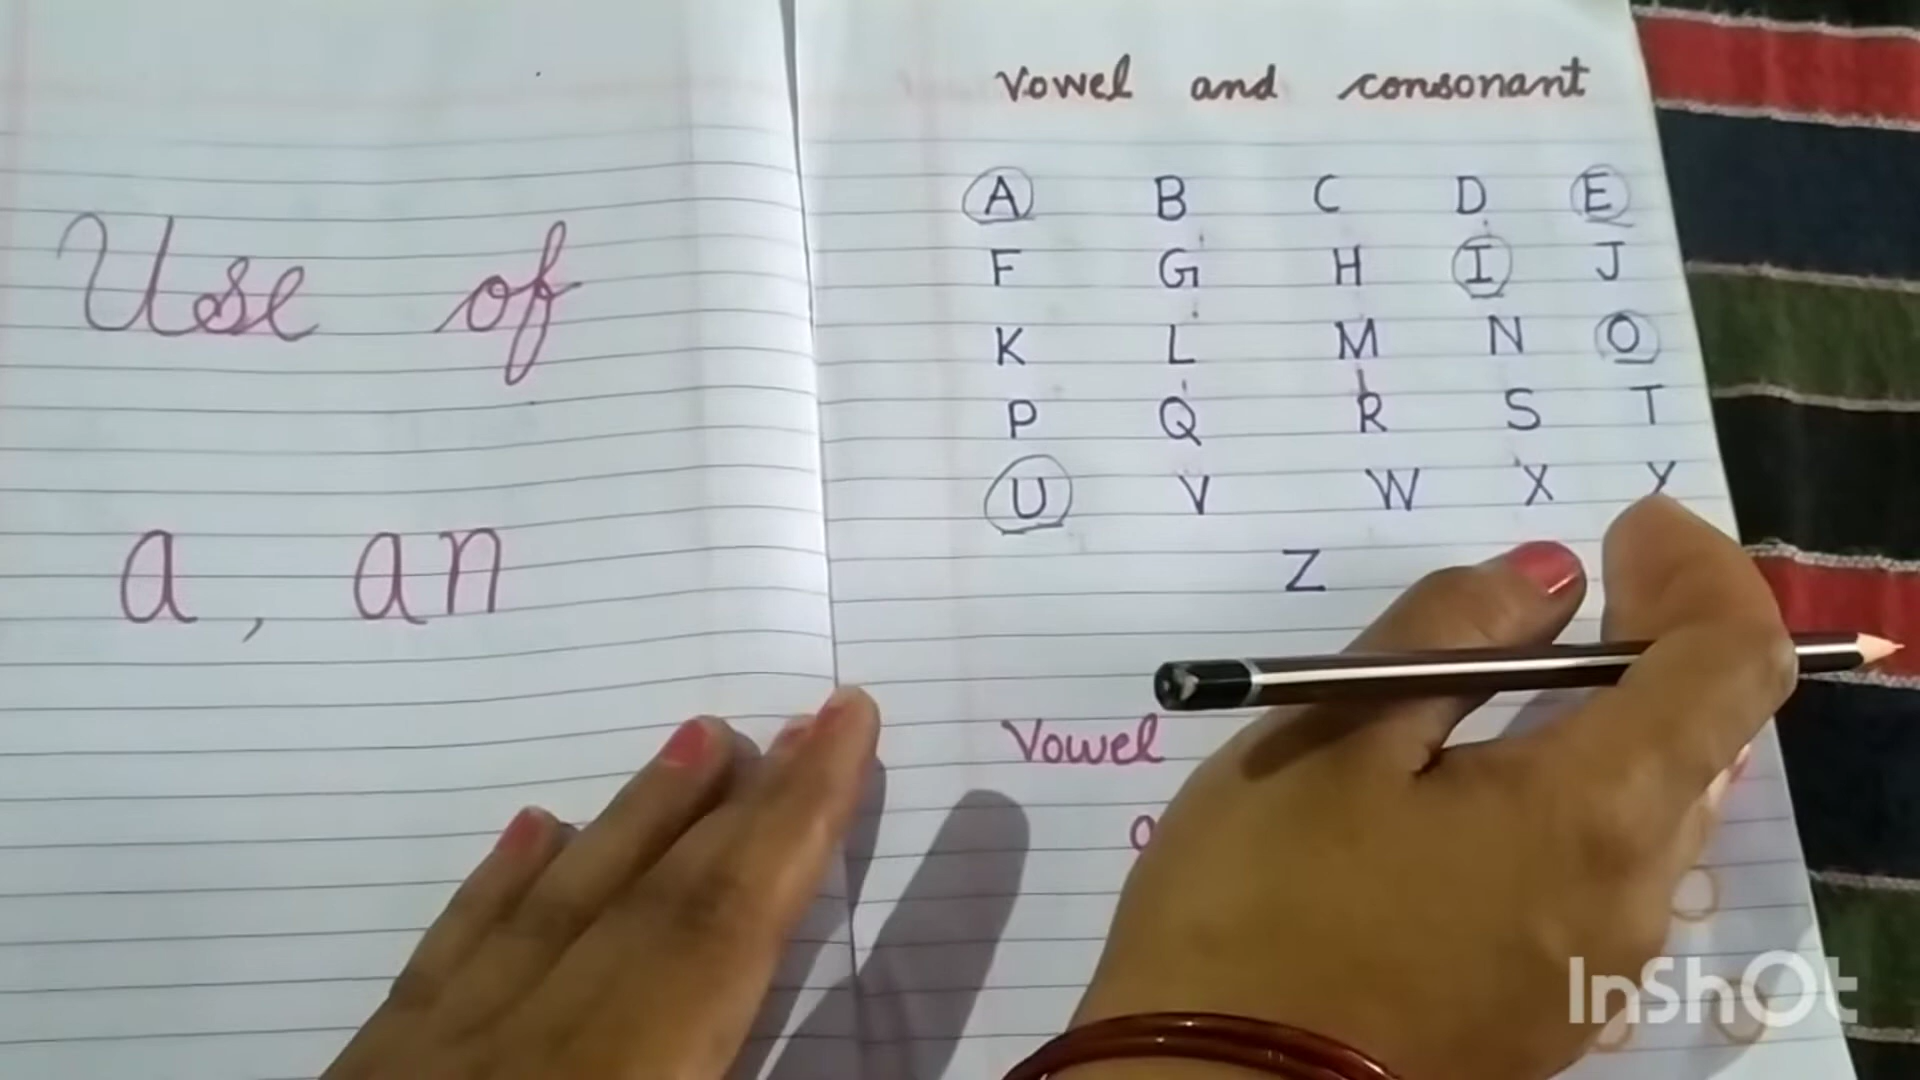 Use of
a, an
Vowel and consonant
A B C D E
F G H I J
K L M N O
P Q R S T
U V W X Y
Z
Vowel
InShOt